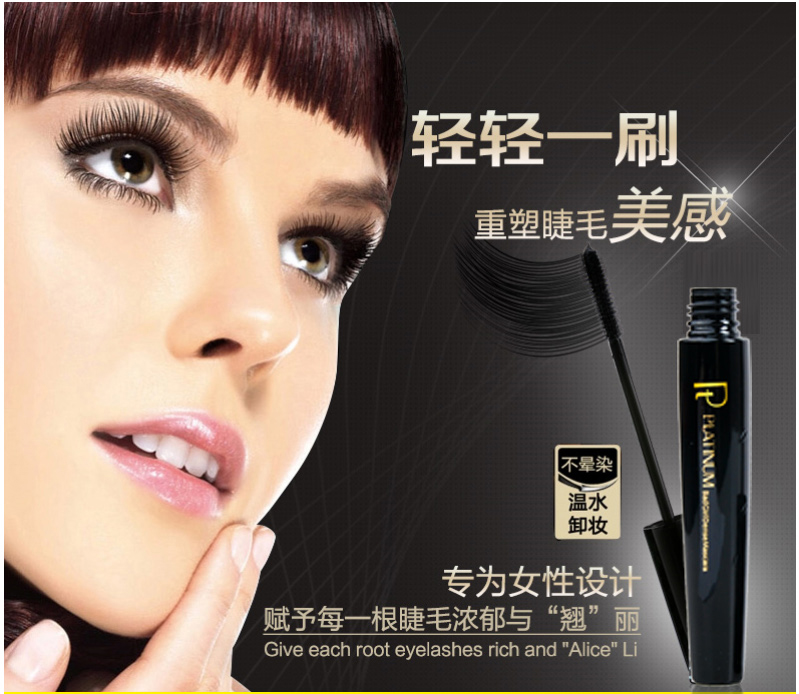 轻轻一刷
重塑睫毛美感
Pt
PLATINUM
不晕染
温水
卸妆
专为女性设计
赋予每一根睫毛浓郁与“翘”丽
Give each root eyelashes rich and "Alice" Li